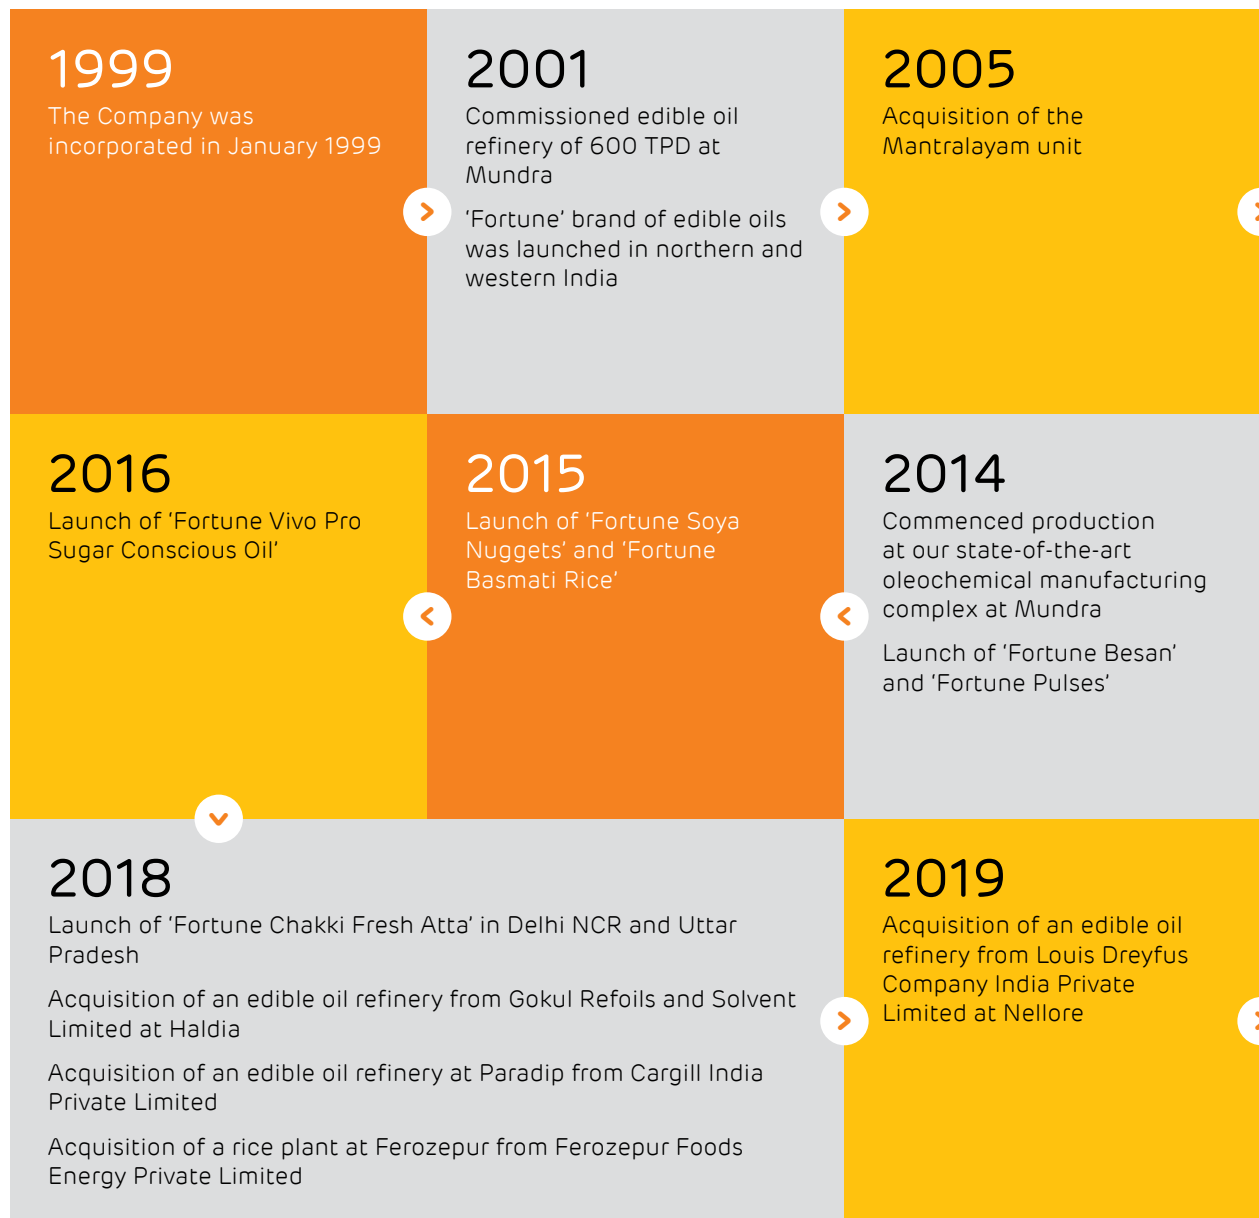 1999
The Company was
incorporated in January 1999
2001
Commissioned edible oil
refinery of 600 TPD at
Mundra
‘Fortune’ brand of edible oils
was launched in northern and
western India
2005
Acquisition of the
Mantralayam unit
2016
Launch of ‘Fortune Vivo Pro
Sugar Conscious Oil’
2015
Launch of ‘Fortune Soya
Nuggets’ and ‘Fortune
Basmati Rice’
2014
Commenced production
at our state-of-the-art
oleochemical manufacturing
complex at Mundra
Launch of ‘Fortune Besan’
and ‘Fortune Pulses’
2018
Launch of ‘Fortune Chakki Fresh Atta’ in Delhi NCR and Uttar
Pradesh
Acquisition of an edible oil refinery from Gokul Refoils and Solvent
Limited at Haldia
Acquisition of an edible oil refinery at Paradip from Cargill India
Private Limited
Acquisition of a rice plant at Ferozepur from Ferozepur Foods
Energy Private Limited
2019
Acquisition of an edible oil
refinery from Louis Dreyfus
Company India Private
Limited at Nellore